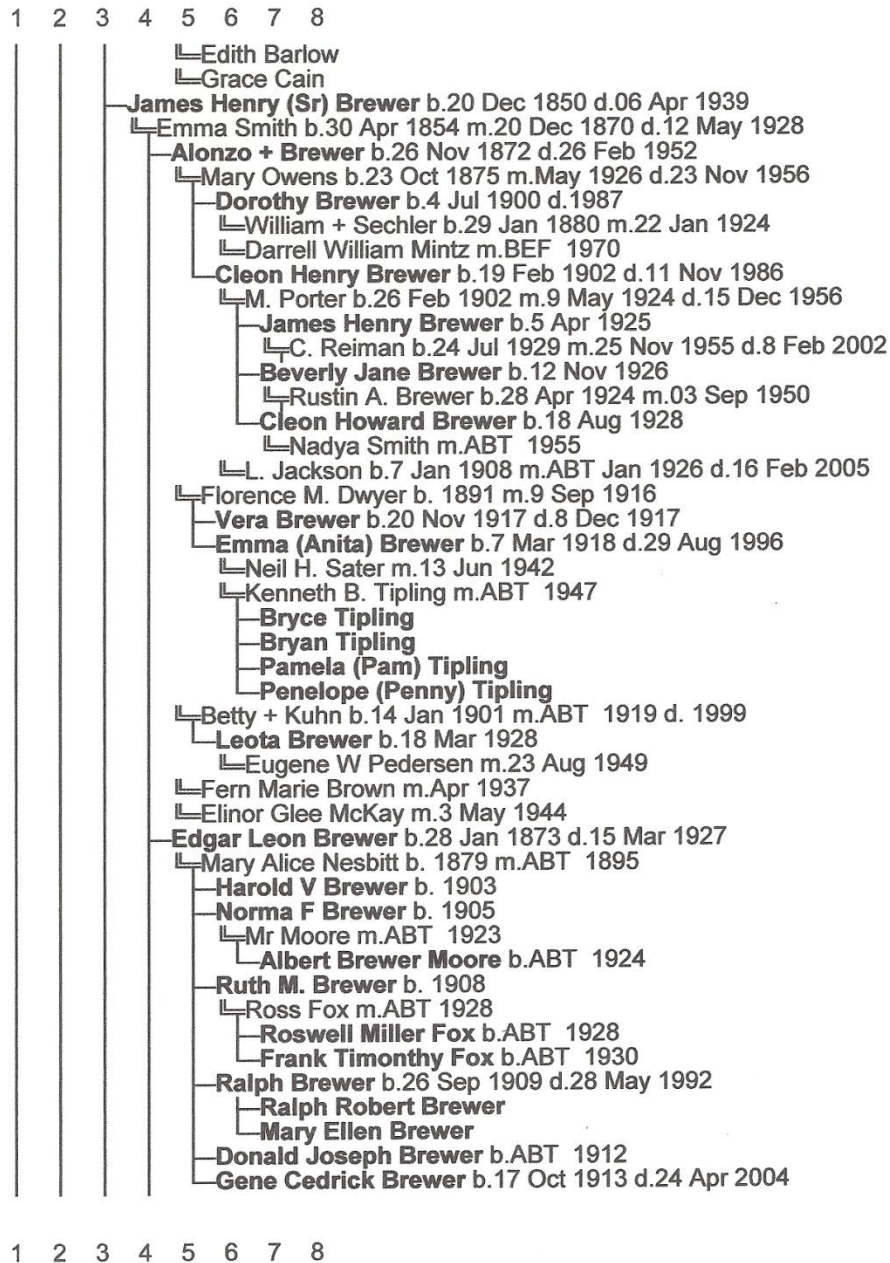 1 2 3 4 5 6 7 8
Edith Barlow
Grace Cain
James Henry (Sr) Brewer b.20 Dec 1850 d.06 Apr 1939
Emma Smith b.30 Apr 1854 m.20 Dec 1870 d.12 May 1928
Alonzo + Brewer b.26 Nov 1872 d.26 Feb 1952
Mary Owens b.23 Oct 1875 m.May 1926 d.23 Nov 1956
Dorothy Brewer b.4 Jul 1900 d.1987
William + Sechler b.29 Jan 1880 m.22 Jan 1924
Darrell William Mintz m.BEF 1970
Cleon Henry Brewer b.19 Feb 1902 d.11 Nov 1986
M. Porter b.26 Feb 1902 m.9 May 1924 d.15 Dec 1956
James Henry Brewer b.5 Apr 1925
C. Reiman b.24 Jul 1929 m.25 Nov 1955 d.8 Feb 2002
Beverly Jane Brewer b.12 Nov 1926
Rustin A. Brewer b.28 Apr 1924 m.03 Sep 1950
Cleon Howard Brewer b.18 Aug 1928
Nadya Smith m.ABT 1955
L. Jackson b.7 Jan 1908 m.ABT Jan 1926 d.16 Feb 2005
Florence M. Dwyer b. 1891 m.9 Sep 1916
Vera Brewer b.20 Nov 1917 d.8 Dec 1917
Emma (Anita) Brewer b.7 Mar 1918 d.29 Aug 1996
Neil H. Sater m.13 Jun 1942
Kenneth B. Tipling m.ABT 1947
Bryce Tipling
Bryan Tipling
Pamela (Pam) Tipling
Penelope (Penny) Tipling
Betty + Kuhn b.14 Jan 1901 m.ABT 1919 d. 1999
Leota Brewer b.18 Mar 1928
Eugene W Pedersen m.23 Aug 1949
Fern Marie Brown m.Apr 1937
Elinor Glee McKay m.3 May 1944
Edgar Leon Brewer b.28 Jan 1873 d.15 Mar 1927
Mary Alice Nesbitt b. 1879 m.ABT 1895
Harold V Brewer b. 1903
Norma F Brewer b. 1905
Mr Moore m.ABT 1923
Albert Brewer Moore b.ABT 1924
Ruth M. Brewer b. 1908
Ross Fox m.ABT 1928
Roswell Miller Fox b.ABT 1928
Frank Timonthy Fox b.ABT 1930
Ralph Brewer b.26 Sep 1909 d.28 May 1992
Ralph Robert Brewer
Mary Ellen Brewer
Donald Joseph Brewer b.ABT 1912
Gene Cedrick Brewer b.17 Oct 1913 d.24 Apr 2004
1 2 3 4 5 6 7 8